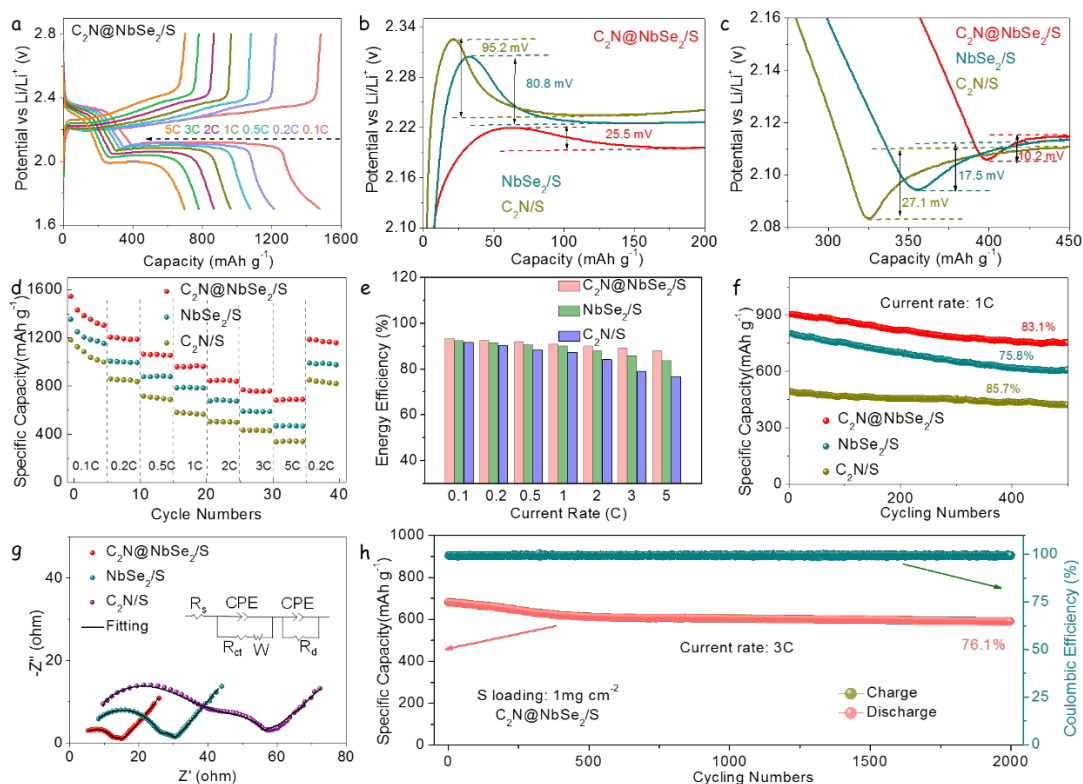 a
C₂N@NbSe₂/S
Potential vs Li/Li⁺ (v)
2.8
2.4
2.0
1.6
5C 3C 2C 1C 0.5C 0.2C 0.1C
0 400 800 1200 1600
Capacity (mAh g⁻¹)
b
Potential vs Li/Li⁺ (v)
2.34
2.28
2.22
2.16
2.10
95.2 mV
80.8 mV
25.5 mV
C₂N@NbSe₂/S
NbSe₂/S
C₂N/S
0 50 100 150 200
Capacity (mAh g⁻¹)
c
Potential vs Li/Li⁺ (v)
2.16
2.14
2.12
2.10
2.08
C₂N@NbSe₂/S
NbSe₂/S
C₂N/S
10.2 mV
17.5 mV
27.1 mV
300 350 400 450
Capacity (mAh g⁻¹)
d
Specific Capacity(mAh g⁻¹)
1600
1200
800
400
0
C₂N@NbSe₂/S
NbSe₂/S
C₂N/S
0.1C 0.2C 0.5C 1C 2C 3C 5C 0.2C
0 10 20 30 40
Cycle Numbers
e
Energy Efficiency (%)
120
100
80
60
40
C₂N@NbSe₂/S
NbSe₂/S
C₂N/S
0.1 0.2 0.5 1 2 3 5
Current Rate (C)
f
Specific Capacity(mAh g⁻¹)
900
600
300
0
Current rate: 1C
83.1%
75.8%
85.7%
C₂N@NbSe₂/S
NbSe₂/S
C₂N/S
0 200 400
Cycling Numbers
g
-Z" (ohm)
40
20
0
C₂N@NbSe₂/S
NbSe₂/S
C₂N/S
Fitting
Rs CPE CPE
Rct W Rd
0 20 40 60 80
Z' (ohm)
h
Specific Capacity(mAh g⁻¹)
900
800
700
600
500
400
300
200
100
0
Current rate: 3C
76.1%
S loading: 1mg cm⁻²
C₂N@NbSe₂/S
Charge
Discharge
100
75
50
25
0
Coulombic Efficiency (%)
0 500 1000 1500 2000
Cycling Numbers